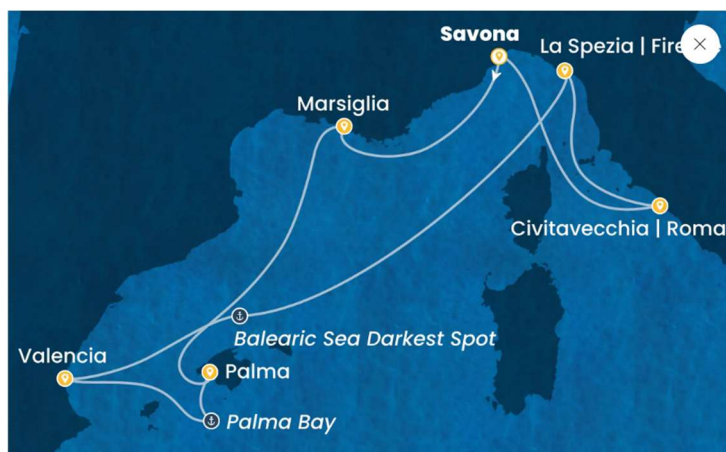 Savona
La Spezia | Fire
Marsiglia
Civitavecchia | Roma
Balearic Sea Darkest Spot
Valencia
Palma
Palma Bay